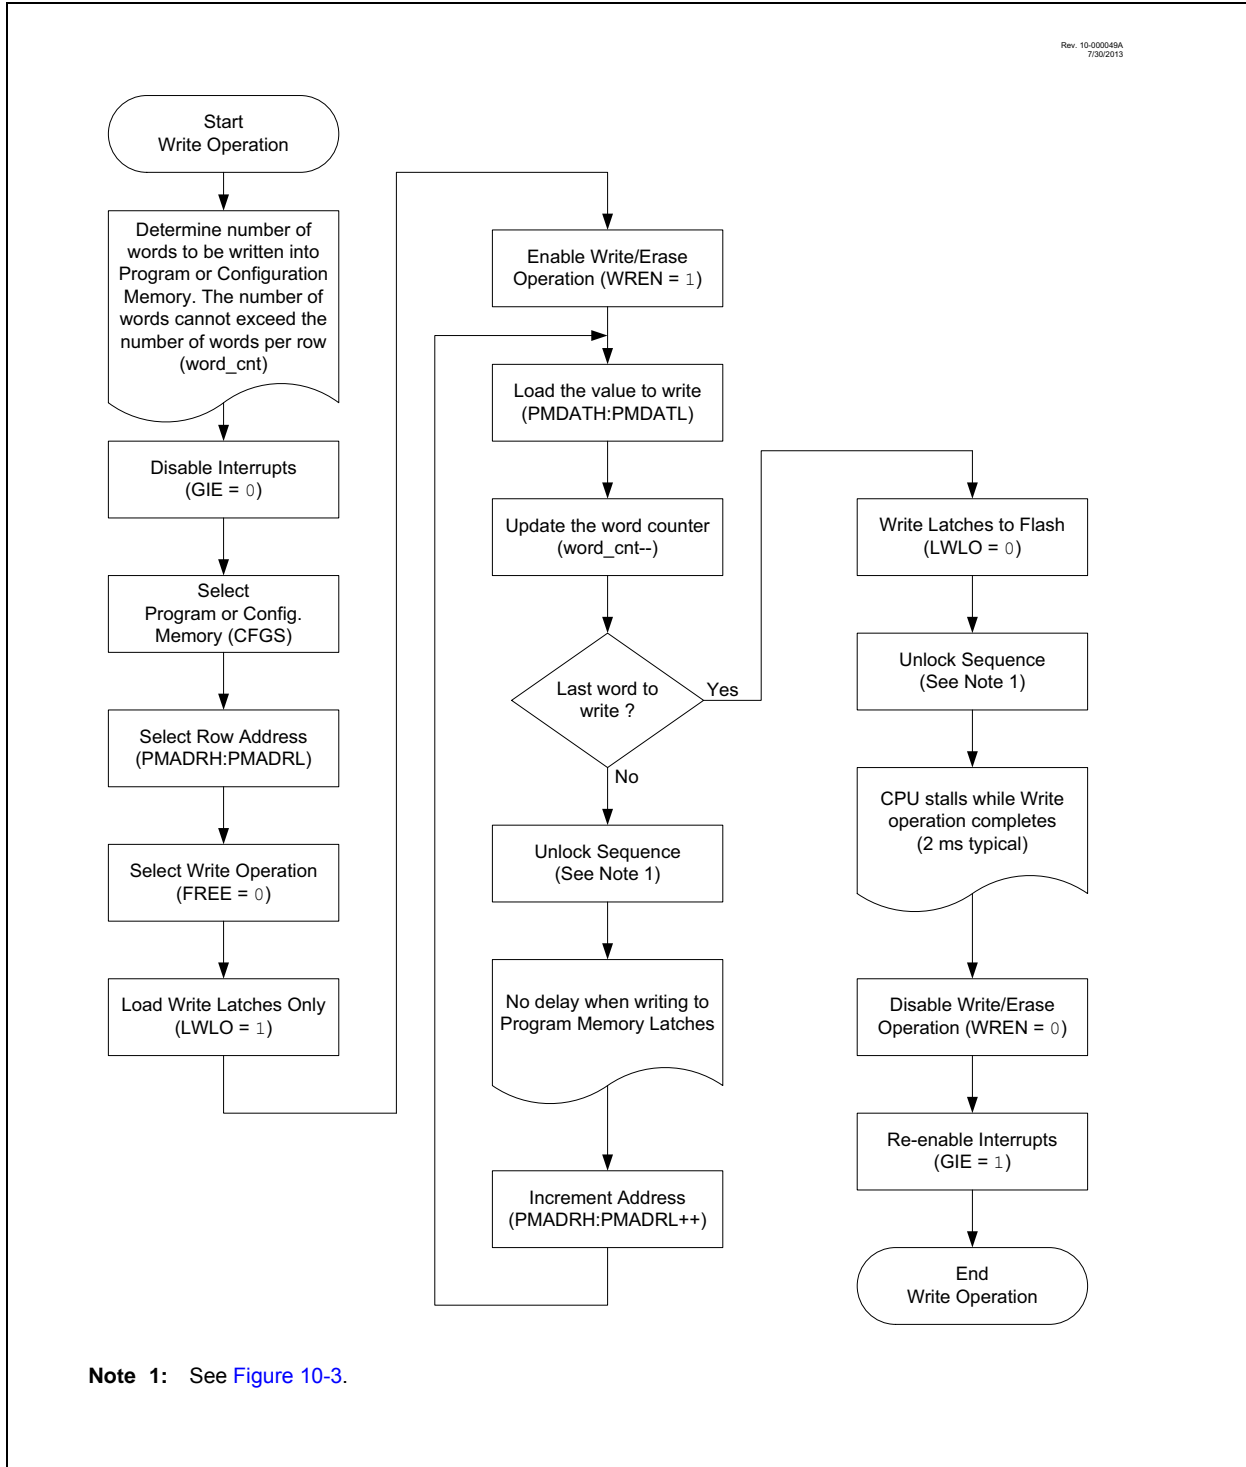 Rev. 10-000049A
7/30/2013
Start
Write Operation
Determine number of
words to be written into
Program or Configuration
Memory. The number of
words cannot exceed the
number of words per row
(word_cnt)
Disable Interrupts
(GIE = 0)
Select
Program or Config.
Memory (CFGS)
Select Row Address
(PMADRH:PMADRL)
Select Write Operation
(FREE = 0)
Load Write Latches Only
(LWLO = 1)
Enable Write/Erase
Operation (WREN = 1)
Load the value to write
(PMDATH:PMDATL)
Update the word counter
(word_cnt--)
Last word to
write ?
Yes
No
Unlock Sequence
(See Note 1)
No delay when writing to
Program Memory Latches
Increment Address
(PMADRH:PMADRL++)
Write Latches to Flash
(LWLO = 0)
Unlock Sequence
(See Note 1)
CPU stalls while Write
operation completes
(2 ms typical)
Disable Write/Erase
Operation (WREN = 0)
Re-enable Interrupts
(GIE = 1)
End
Write Operation
Note 1: See Figure 10-3.